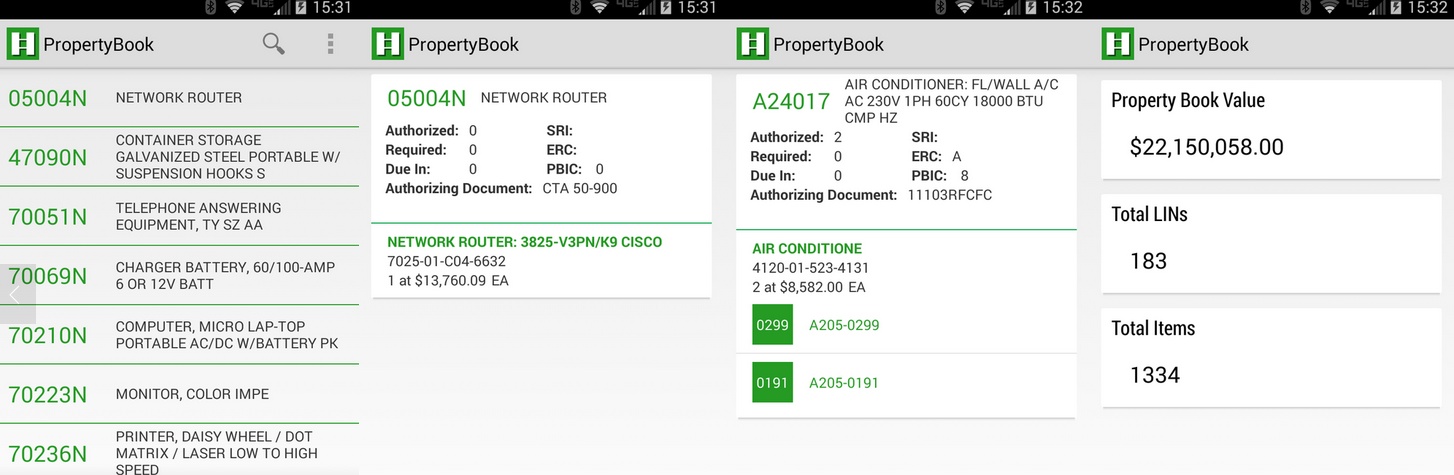 15:31
PropertyBook
05004N NETWORK ROUTER
47090N CONTAINER STORAGE
GALVANIZED STEEL PORTABLE W/
SUSPENSION HOOKS S
70051N TELEPHONE ANSWERING
EQUIPMENT, TY SZ AA
70069N CHARGER BATTERY, 60/100-AMP
6 OR 12V BATT
70210N COMPUTER, MICRO LAP-TOP
PORTABLE AC/DC W/BATTERY PK
70223N MONITOR, COLOR IMPE
70236N PRINTER, DAISY WHEEL / DOT
MATRIX / LASER LOW TO HIGH
SPEED
4G 15:31
PropertyBook
05004N NETWORK ROUTER
Authorized: 0 SRI:
Required: 0 ERC:
Due In: 0 PBIC: 0
Authorizing Document: CTA 50-900
NETWORK ROUTER: 3825-V3PN/K9 CISCO
7025-01-C04-6632
1 at $13,760.09 EA
15:32
PropertyBook
A24017 AIR CONDITIONER: FL/WALL A/C
AC 230V 1PH 60CY 18000 BTU
CMP HZ
Authorized: 2 SRI:
Required: 0 ERC: A
Due In: 0 PBIC: 8
Authorizing Document: 11103RFCFC
AIR CONDITIONE
4120-01-523-4131
2 at $8,582.00 EA
0299 A205-0299
0191 A205-0191
15:32
PropertyBook
Property Book Value
$22,150,058.00
Total LINs
183
Total Items
1334